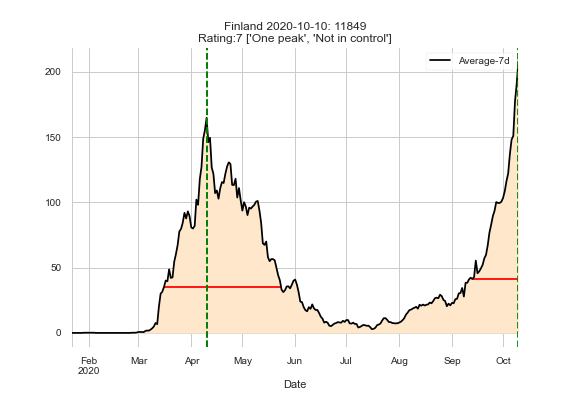 Finland 2020-10-10: 11849
Rating:7 ['One peak', 'Not in control']
Average-7d
200
150
100
50
0
Feb Mar Apr May Jun Jul Aug Sep Oct
2020
Date